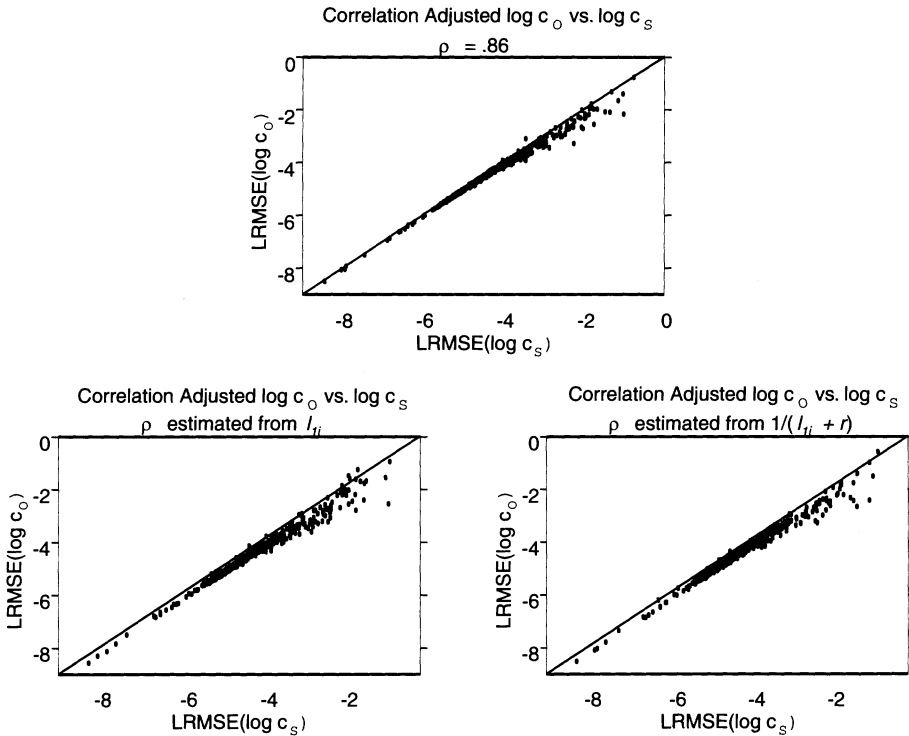 Correlation Adjusted log c O vs. log c S
ρ = .86
0
-2
-4
-6
-8
LRMSE(log c O)
-8 -6 -4 -2 0
LRMSE(log c S)
Correlation Adjusted log c O vs. log c S
ρ estimated from l 1i
0
-2
-4
-6
-8
LRMSE(log c O)
-8 -6 -4 -2
LRMSE(log c S)
Correlation Adjusted log c O vs. log c S
ρ estimated from 1/( l 1i + r)
0
-2
-4
-6
-8
LRMSE(log c O)
-8 -6 -4 -2
LRMSE(log c S)